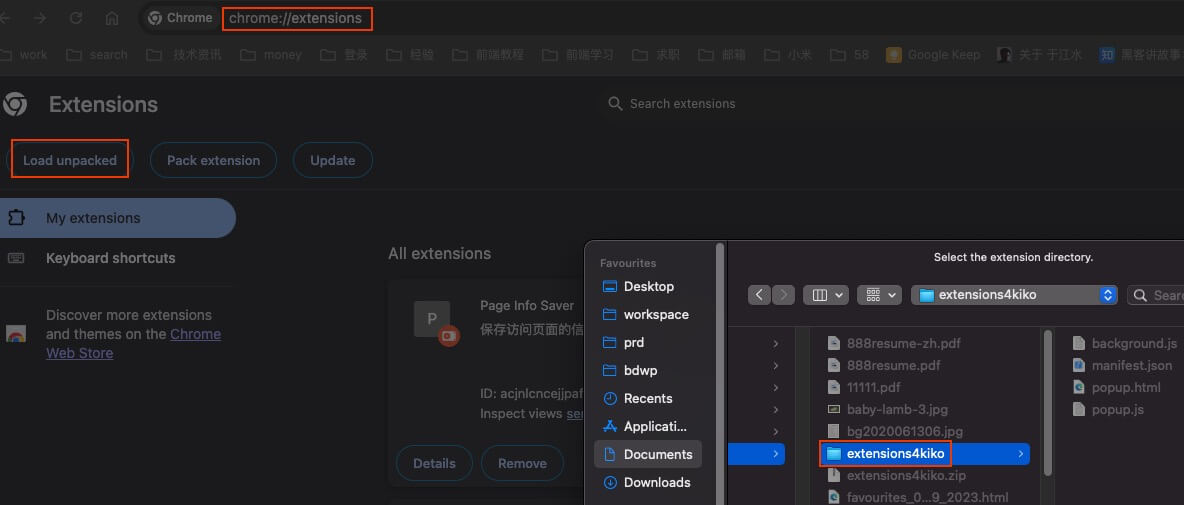 Chrome
chrome://extensions
work
search
技术资讯
money
登录
经验
前端教程
前端学习
求职
邮箱
小米
58
Google Keep
关于 于江水
知
黑客讲故事
Extensions
Search extensions
Load unpacked
Pack extension
Update
My extensions
Keyboard shortcuts
Discover more extensions
and themes on the Chrome
Web Store
All extensions
P
Page Info Saver
保存访问页面的信
ID: acjnlcncejjpaf
Inspect views
Details
Remove
Favourites
Desktop
workspace
prd
bdwp
Recents
Applicati...
Documents
Downloads
Select the extension directory.
extensions4kiko
Sear
888resume-zh.pdf
888resume.pdf
11111.pdf
baby-lamb-3.jpg
bg2020061306.jpg
extensions4kiko
extensions4kiko.zip
favourites_0...9_2023.html
background.js
manifest.json
popup.html
popup.js